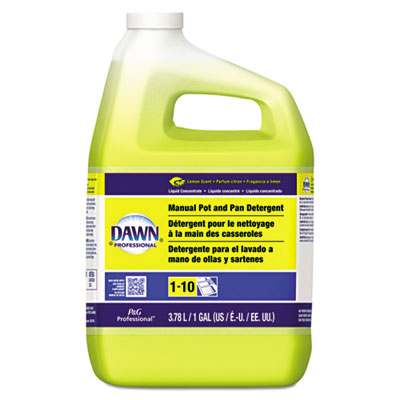 Lemon Scent • Parfum citron • Fragancia a limón
Liquid Concentrate • Liquide concentré • Líquido concentrado
DAWN
PROFESSIONAL
Manual Pot and Pan Detergent
Détergent pour le nettoyage
à la main des casseroles
Detergente para el lavado a
mano de ollas y sartenes
1-10
P&G
Professional™
3.78 L / 1 GAL (US / É.-U. / EE. UU.)